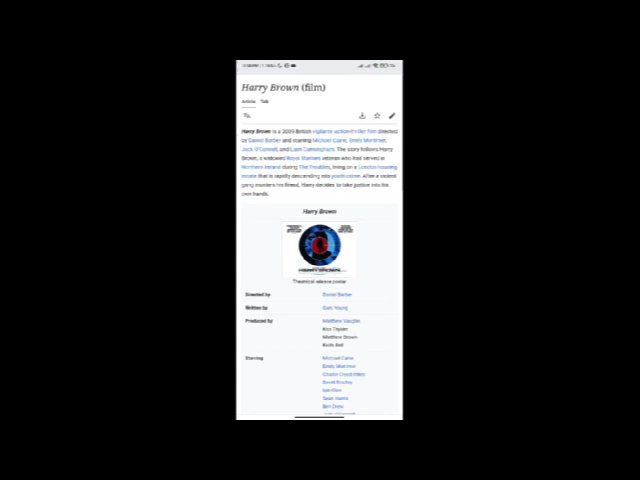 Harry Brown (film)
Article Talk
Harry Brown is a 2009 British vigilante action-thriller film directed
by Daniel Barber and starring Michael Caine, Emily Mortimer,
Jack O'Connell, and Liam Cunningham. The story follows Harry
Brown, a widowed Royal Marines veteran who had served in
Northern Ireland during The Troubles, living on a London housing
estate that is rapidly descending into youth crime. After a violent
gang murders his friend, Harry decides to take justice into his
own hands.
Harry Brown
HARRY BROWN
Theatrical release poster
Directed by Daniel Barber
Written by Gary Young
Produced by Matthew Vaughn
Kris Thykier
Matthew Brown
Keith Bell
Starring Michael Caine
Emily Mortimer
Charlie Creed-Miles
David Bradley
Iain Glen
Sean Harris
Ben Drew